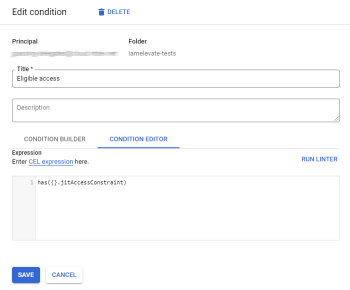 Edit condition
DELETE
Principal
Folder
iamelevate-tests
Title *
Eligible access
Description
CONDITION BUILDER
CONDITION EDITOR
Expression
Enter CEL expression here.
RUN LINTER
1 has({}.jitAccessConstraint)
SAVE
CANCEL